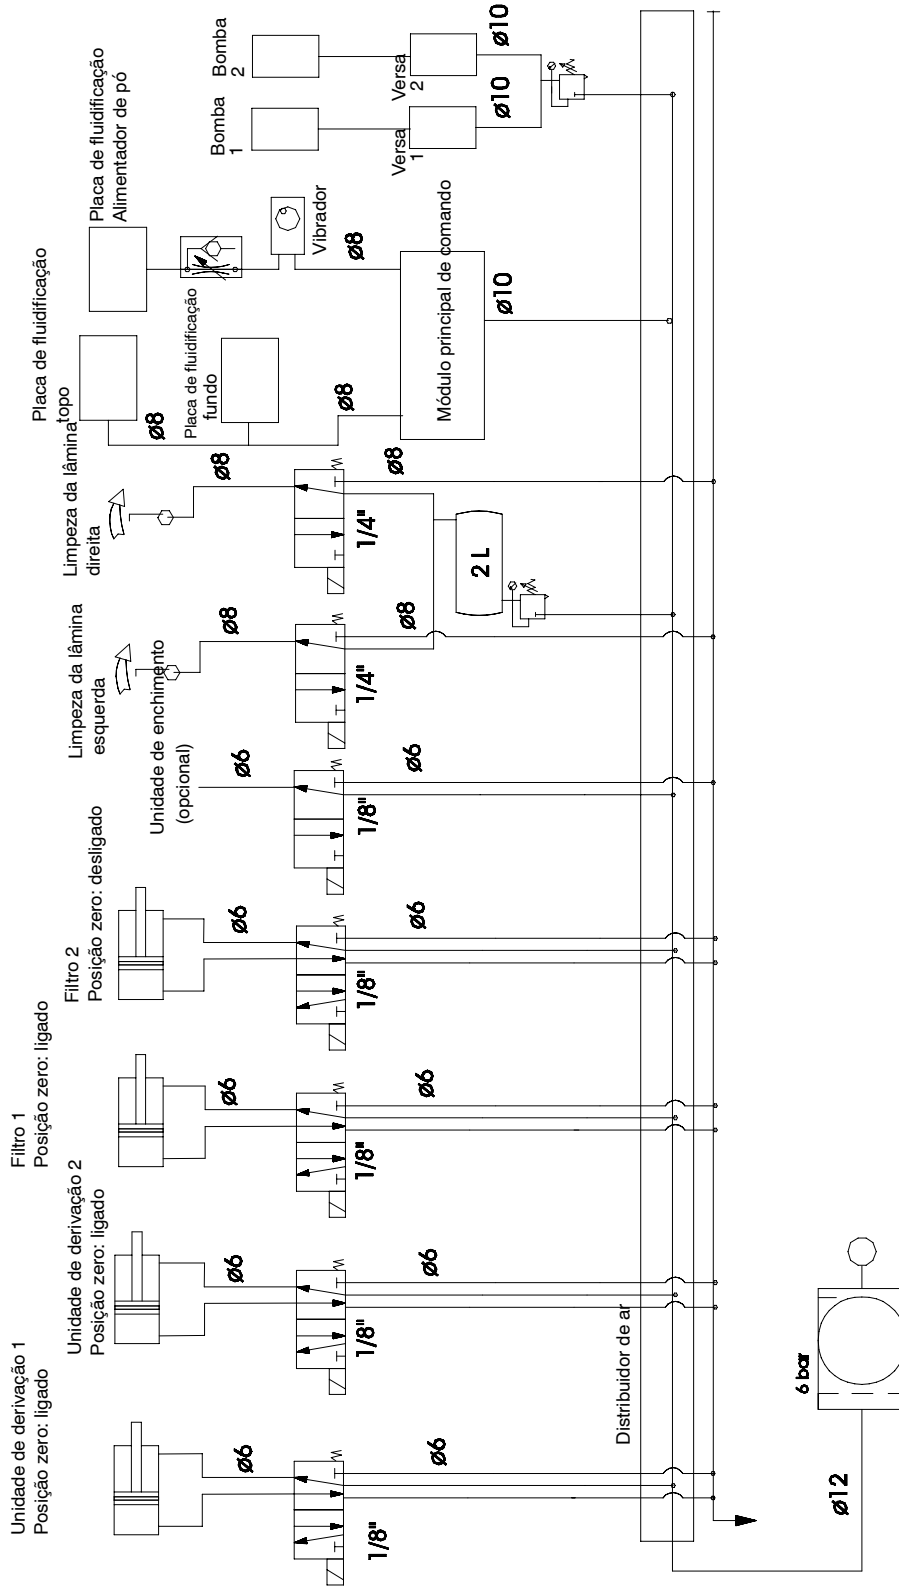 Unidade de derivação 1
Posição zero: ligado
Ø6
1/8"
Ø6
Unidade de derivação 2
Posição zero: ligado
Ø6
1/8"
Ø6
Filtro 1
Posição zero: ligado
Ø6
1/8"
Ø6
Filtro 2
Posição zero: desligado
Ø6
1/8"
Ø6
Unidade de enchimento
(opcional)
Ø6
1/8"
Ø6
Limpeza da lâmina
esquerda
Ø8
1/4"
Ø8
Limpeza da lâmina
direita
Ø8
1/4"
Ø8
2 L
Placa de fluidificação
topo
Ø8
Placa de fluidificação
fundo
Ø8
Placa de fluidificação
Alimentador de pó
Vibrador
Ø8
Módulo principal de comando
Ø10
Bomba
1
Versa
1
Ø10
Bomba
2
Versa
2
Ø10
Distribuidor de ar
6 bar
Ø12